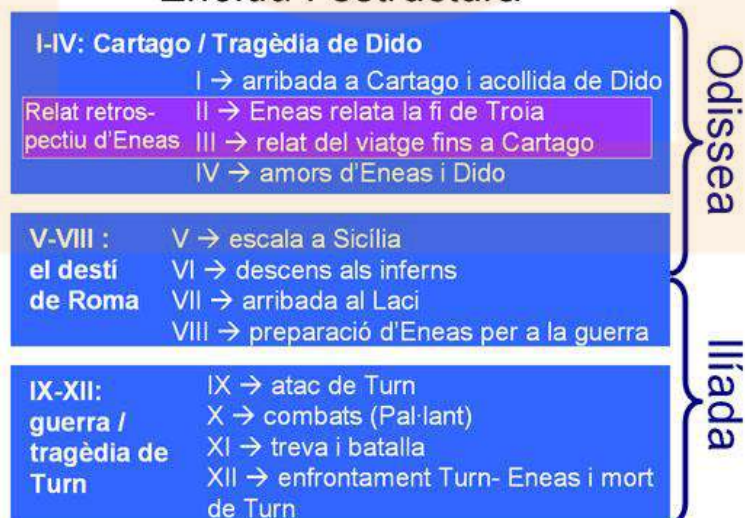 I-IV: Cartago / Tragèdia de Dido
I → arribada a Cartago i acollida de Dido
Relat retros-
pectiu d'Eneas
II → Eneas relata la fi de Troia
III → relat del viatge fins a Cartago
IV → amors d'Eneas i Dido
Odissea
V-VIII :
el destí
de Roma
V → escala a Sicília
VI → descens als inferns
VII → arribada al Laci
VIII → preparació d'Eneas per a la guerra
IX-XII:
guerra /
tragèdia de
Turn
IX → atac de Turn
X → combats (Pal·lant)
XI → treva i batalla
XII → enfrontament Turn- Eneas i mort
de Turn
Ilíada